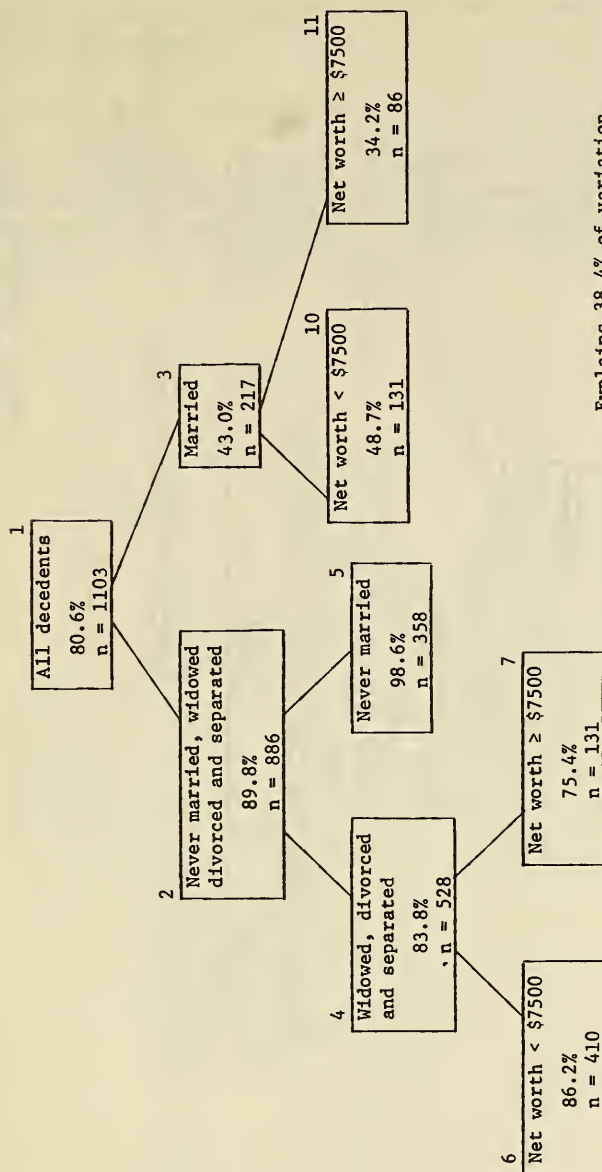 1
All decedents
80.6%
n = 1103
2
Never married, widowed
divorced and separated
89.8%
n = 886
3
Married
43.0%
n = 217
4
Widowed, divorced
and separated
83.8%
n = 528
5
Never married
98.6%
n = 358
10
Net worth < $7500
48.7%
n = 131
11
Net worth ≥ $7500
34.2%
n = 86
6
Net worth < $7500
86.2%
n = 410
7
Net worth ≥ $7500
75.4%
n = 131
Explains 38.4% of variation